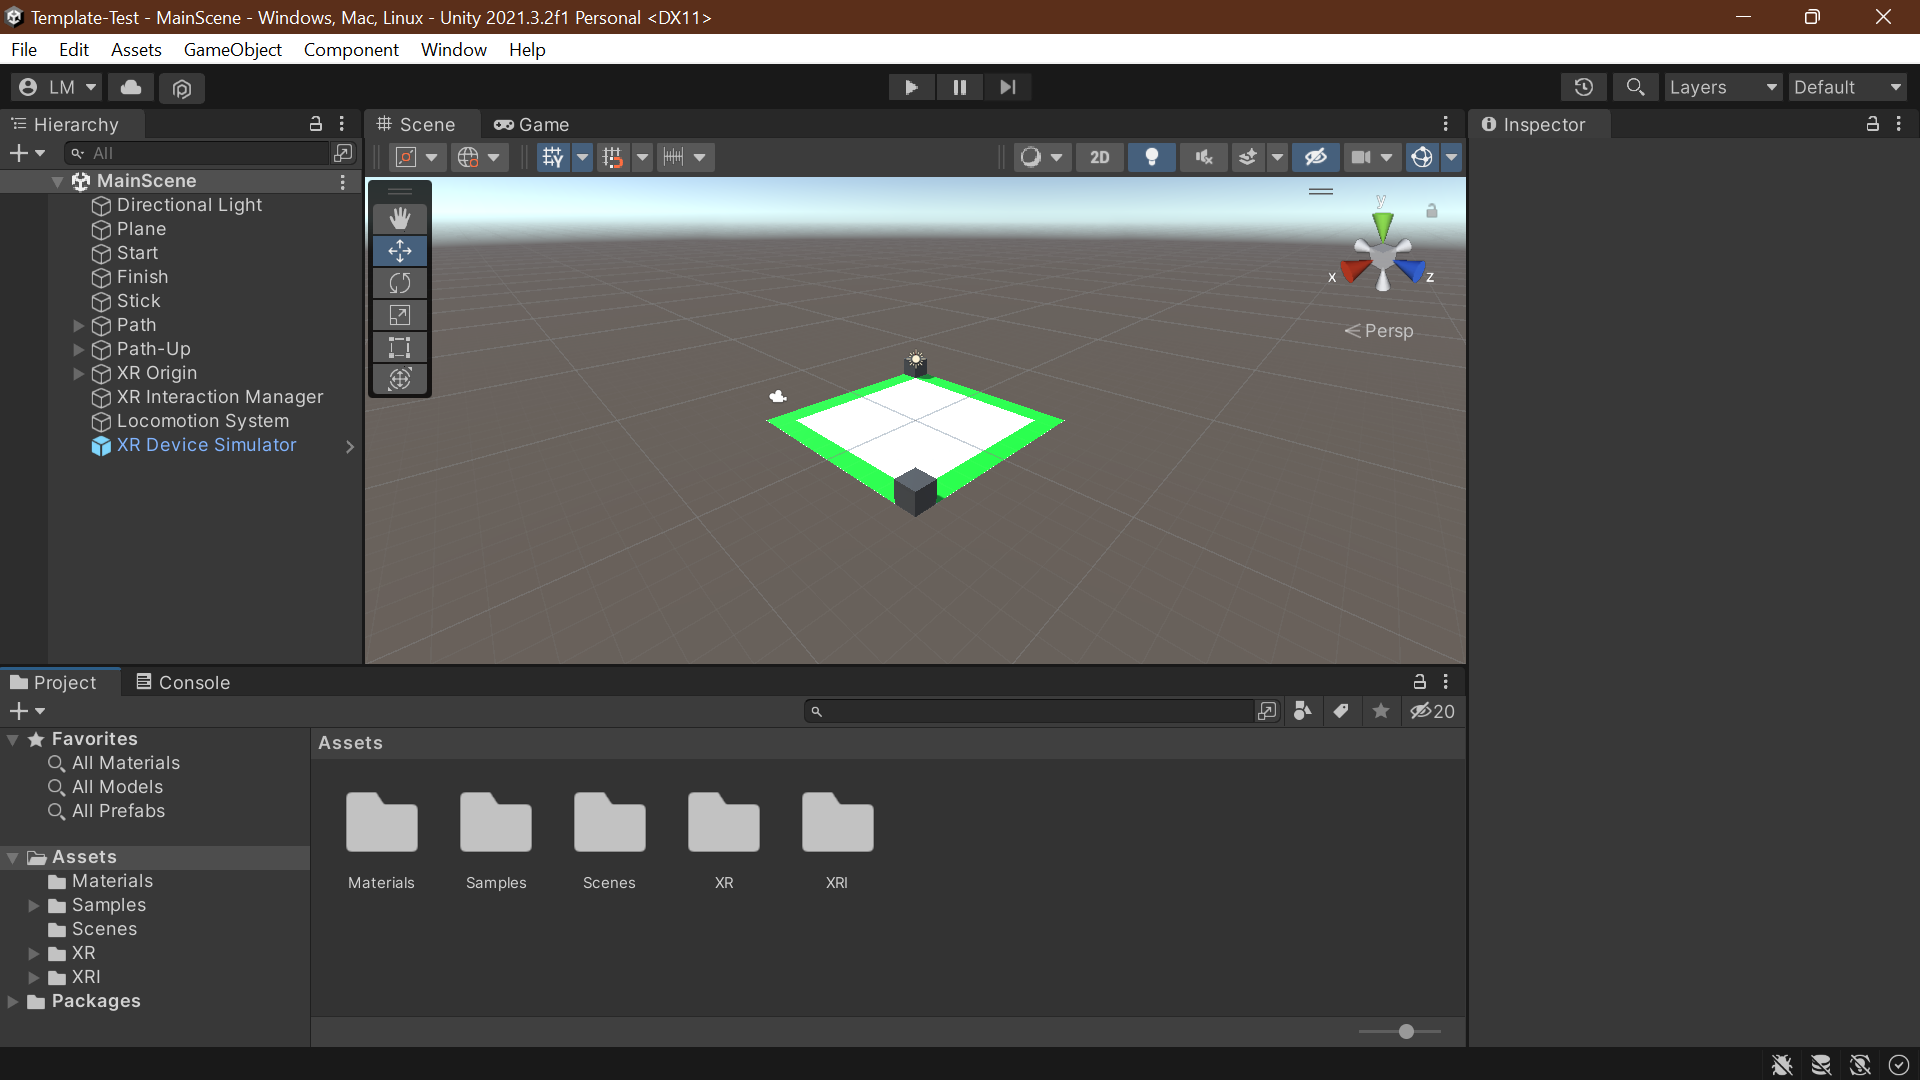 Template-Test - MainScene - Windows, Mac, Linux - Unity 2021.3.2f1 Personal <DX11>
File Edit Assets GameObject Component Window Help
LM Layers Default
Hierarchy
All
MainScene
Directional Light
Plane
Start
Finish
Stick
Path
Path-Up
XR Origin
XR Interaction Manager
Locomotion System
XR Device Simulator
Scene Game
2D
y
x z
Persp
Inspector
Project Console
20
Favorites
All Materials
All Models
All Prefabs
Assets
Materials
Samples
Scenes
XR
XRI
Packages
Assets
Materials Samples Scenes XR XRI